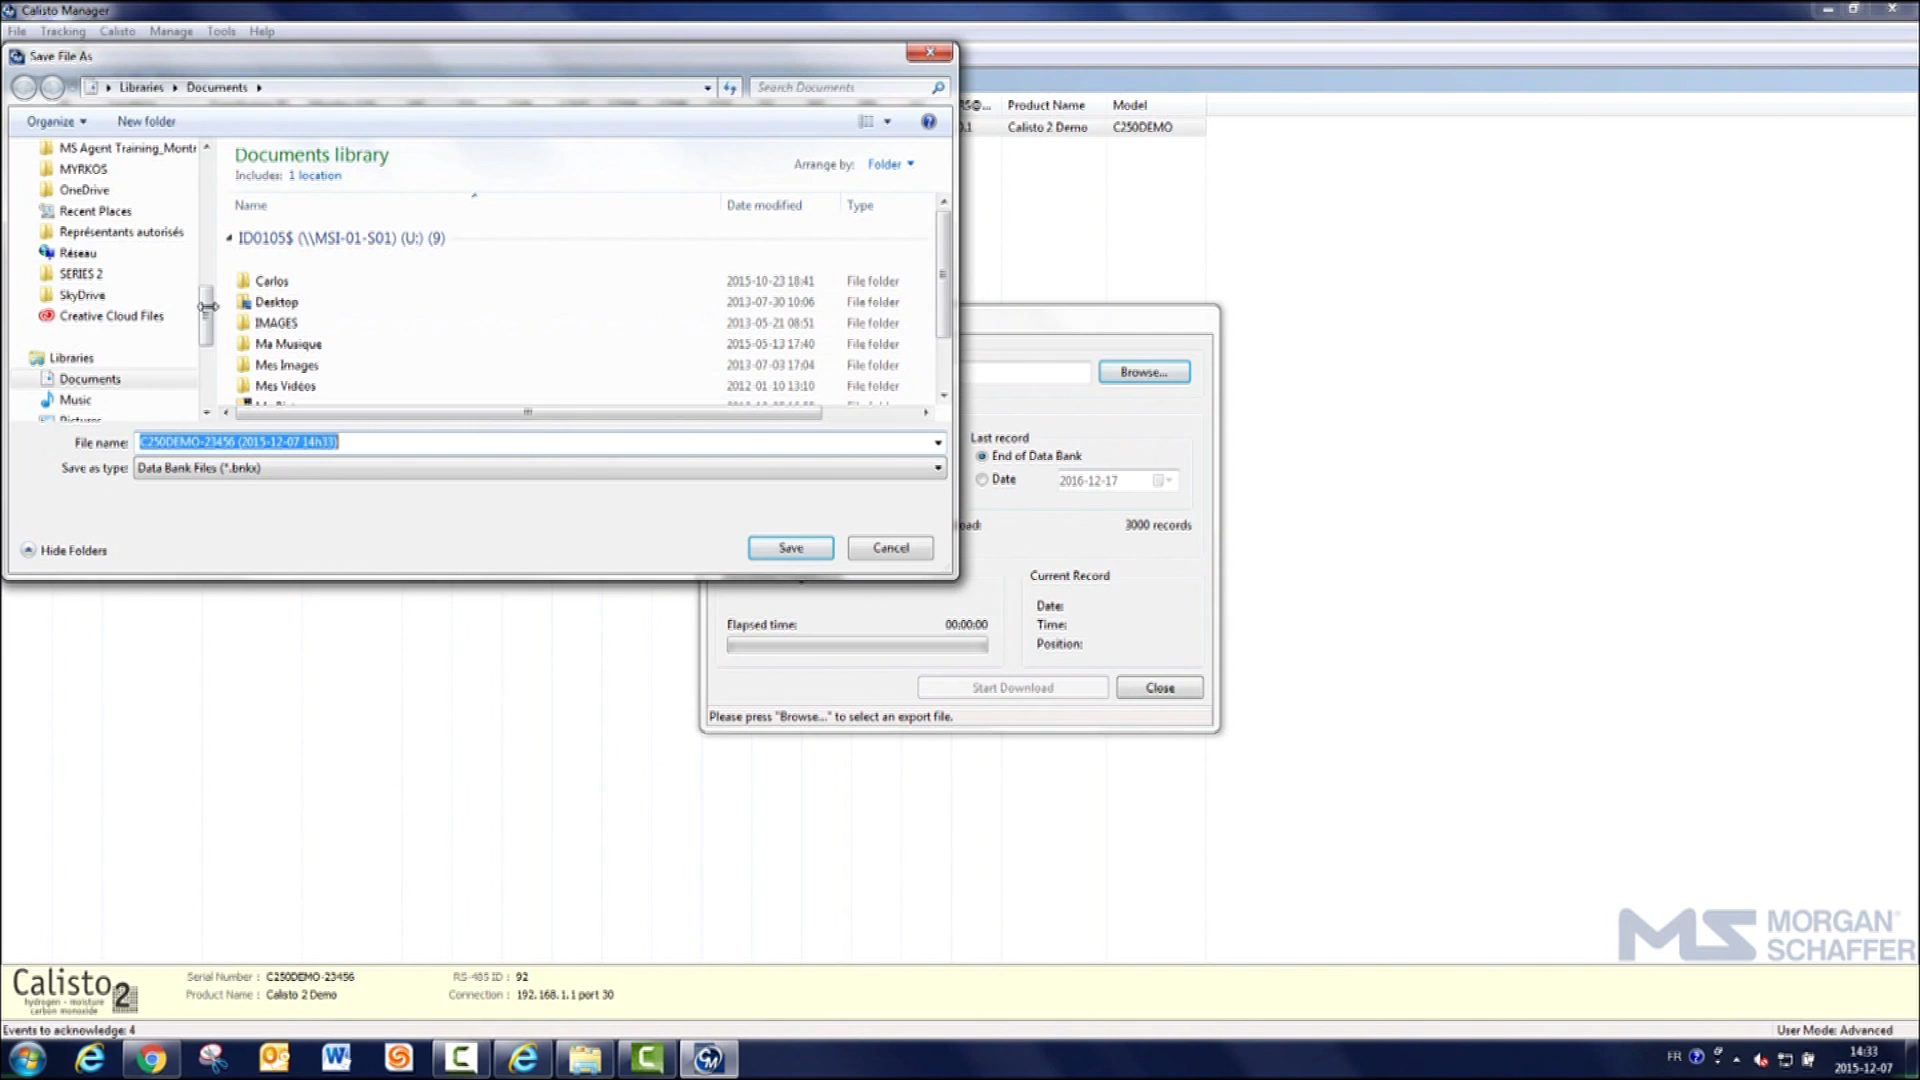 Calisto Manager
File Tracking Calisto Manage Tools Help
Save File As
Libraries Documents
Search Documents
Organize New folder
MS Agent Training_Montr
MYRKOS
OneDrive
Recent Places
Représentants autorisés
Réseau
SERIES 2
SkyDrive
Creative Cloud Files
Libraries
Documents
Music
Pictures
Documents library
Includes: 1 location
Arrange by: Folder
Name Date modified Type
ID0105$ (\\MSI-01-S01) (U:) (9)
Carlos 2015-10-23 18:41 File folder
Desktop 2013-07-30 10:06 File folder
IMAGES 2013-05-21 08:51 File folder
Ma Musique 2015-05-13 17:40 File folder
Mes Images 2013-07-03 17:04 File folder
Mes Vidéos 2012-01-10 13:10 File folder
File name: C250DEMO-23456 (2015-12-07 14h33)
Save as type: Data Bank Files (*.bnkx)
Hide Folders
Save Cancel
Product Name Model
Calisto 2 Demo C250DEMO
Browse...
Last record
End of Data Bank
Date 2016-12-17
oad: 3000 records
Current Record
Date:
Time:
Position:
Elapsed time: 00:00:00
Start Download Close
Please press "Browse..." to select an export file.
MS MORGAN
SCHAFFER
Calisto 2
hydrogen - moisture
carbon monoxide
Serial Number : C250DEMO-23456
Product Name : Calisto 2 Demo
RS-485 ID : 92
Connection : 192.168.1.1 port 30
Events to acknowledge: 4
User Mode: Advanced
FR
14:33
2015-12-07